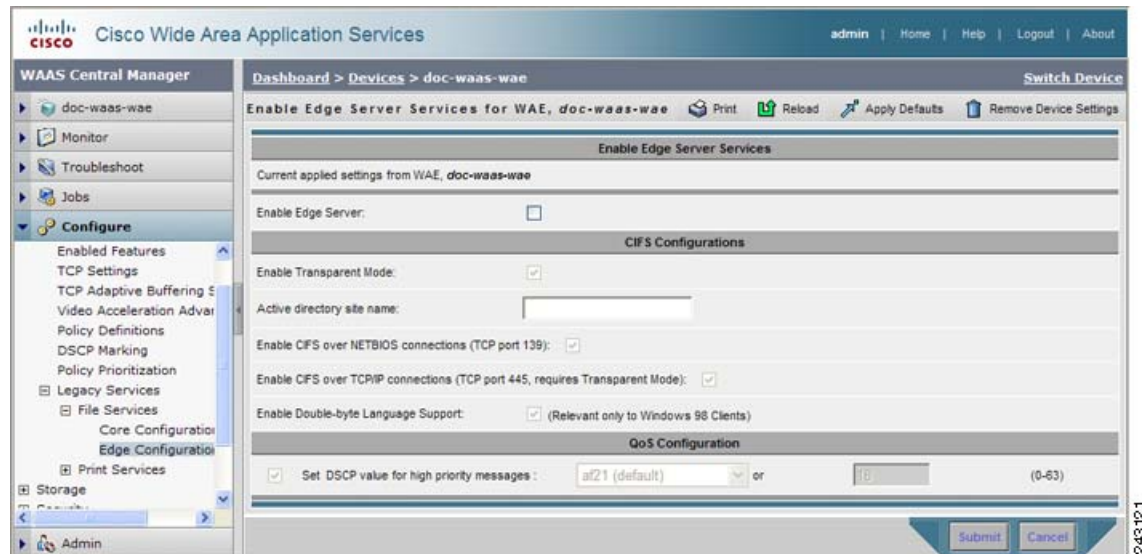 CISCO
Cisco Wide Area Application Services
admin | Home | Help | Logout | About
WAAS Central Manager
Dashboard > Devices > doc-waas-wae
Switch Device
doc-waas-wae
Monitor
Troubleshoot
Jobs
Configure
Enabled Features
TCP Settings
TCP Adaptive Buffering S
Video Acceleration Advar
Policy Definitions
DSCP Marking
Policy Prioritization
Legacy Services
File Services
Core Configuratio
Edge Configuratio
Print Services
Storage
Admin
Enable Edge Server Services for WAE, doc-waas-wae
Print
Reload
Apply Defaults
Remove Device Settings
Enable Edge Server Services
Current applied settings from WAE, doc-waas-wae
Enable Edge Server:
CIFS Configurations
Enable Transparent Mode:
Active directory site name:
Enable CIFS over NETBIOS connections (TCP port 139):
Enable CIFS over TCP/IP connections (TCP port 445, requires Transparent Mode):
Enable Double-byte Language Support: (Relevant only to Windows 98 Clients)
QoS Configuration
Set DSCP value for high priority messages : af21 (default) or 18 (0-63)
Submit
Cancel
243121